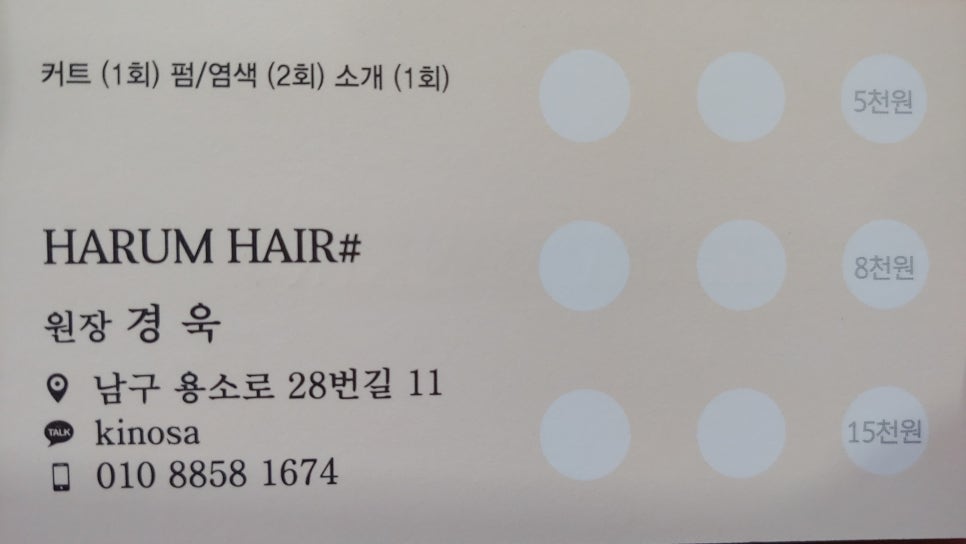 커트 (1회) 펌/염색 (2회) 소개 (1회)
HARUM HAIR#
원장 경 욱
남구 용소로 28번길 11
TALK kinosa
010 8858 1674
5천원
8천원
15천원